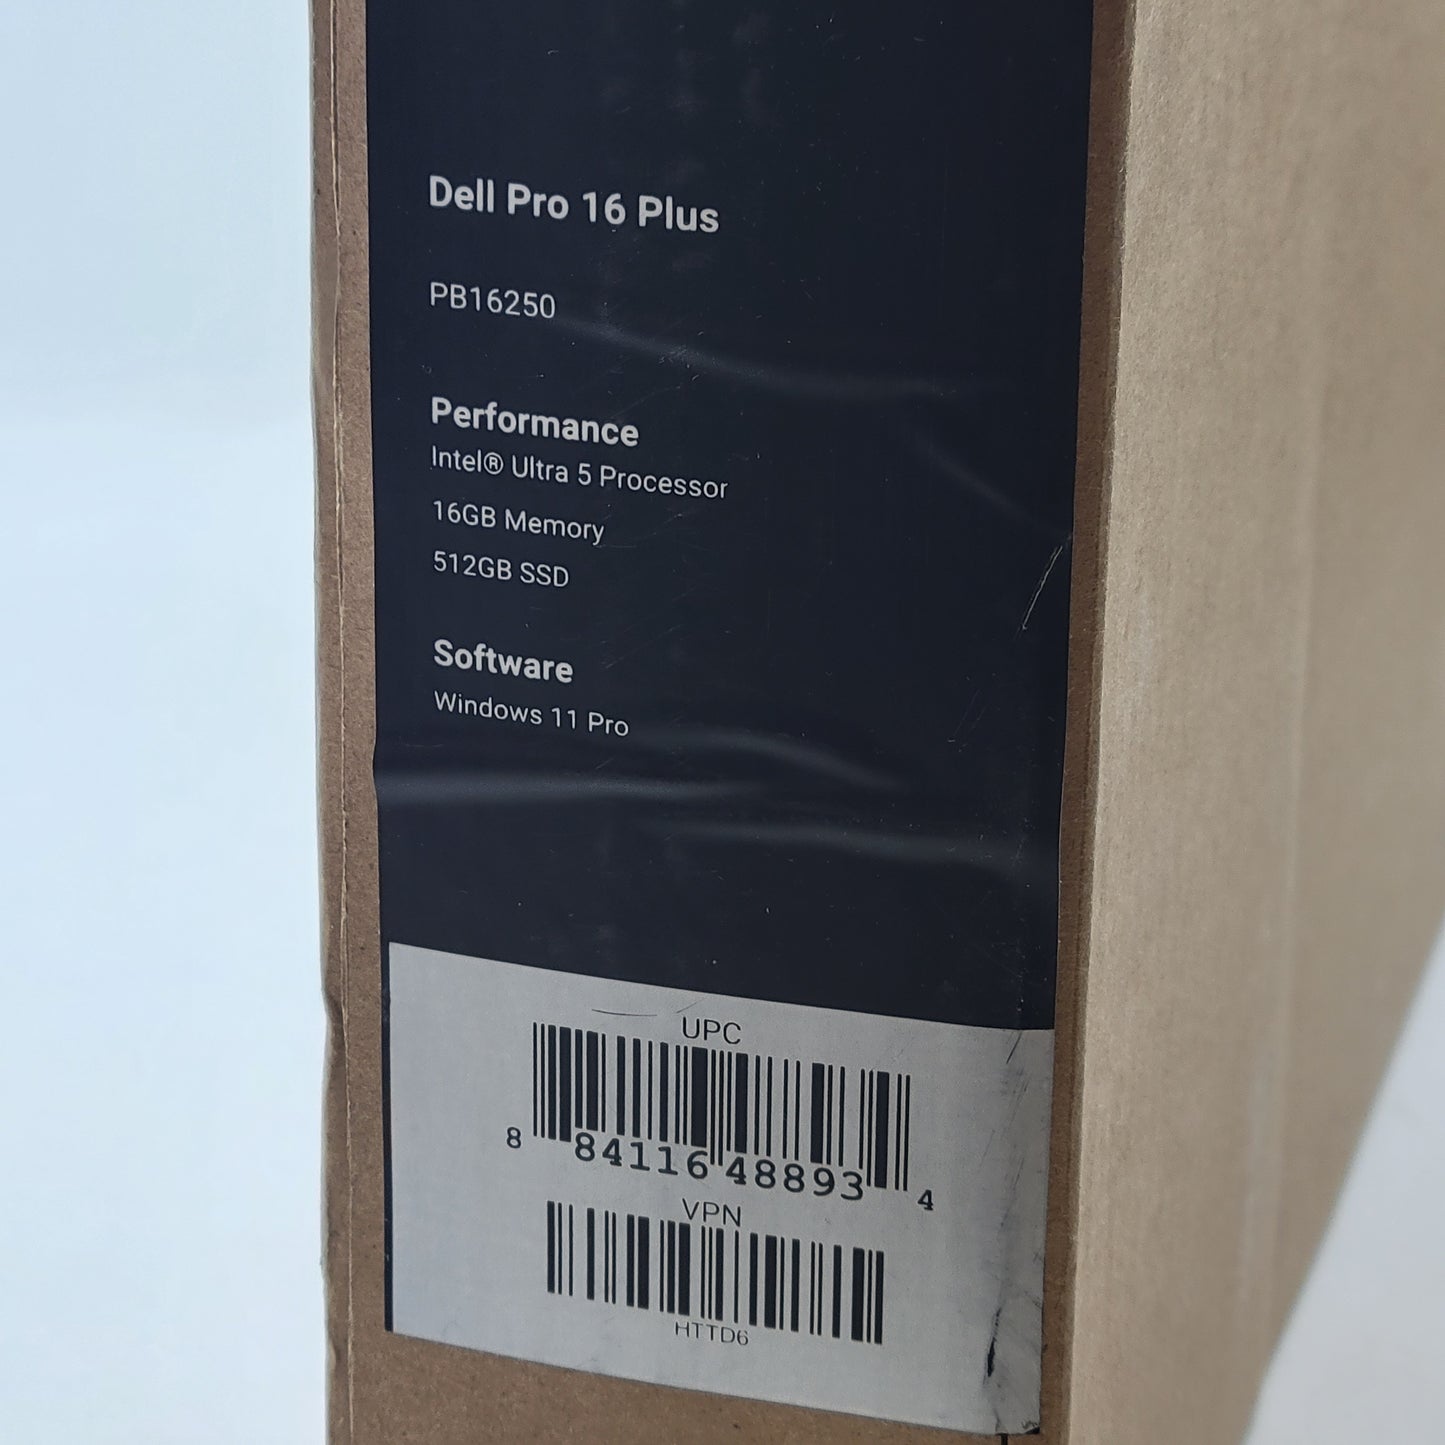 Dell Pro 16 Plus
PB16250
Performance
Intel® Ultra 5 Processor
16GB Memory
512GB SSD
Software
Windows 11 Pro
UPC
8 84116 48893 4
VPN
HTTD6